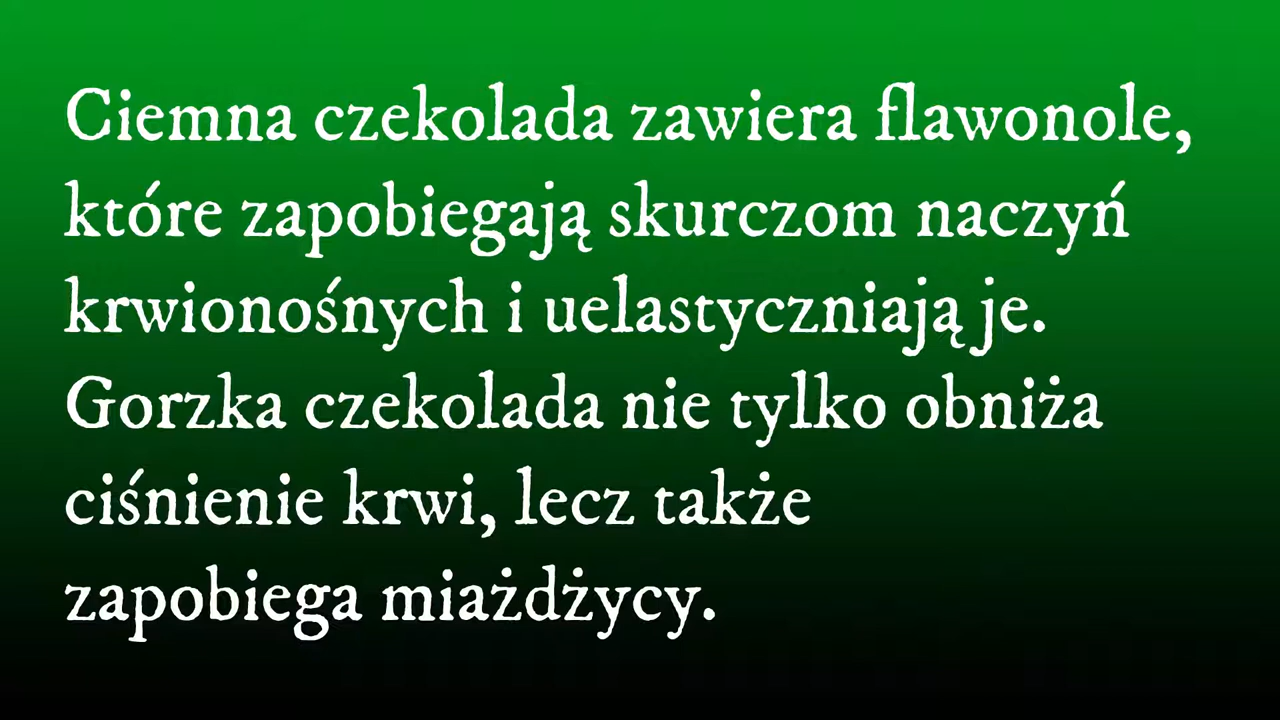 Ciemna czekolada zawiera flawonole,
które zapobiegają skurczom naczyń
krwionośnych i uelastyczniają je.
Gorzka czekolada nie tylko obniża
ciśnienie krwi, lecz także
zapobiega miażdżycy.